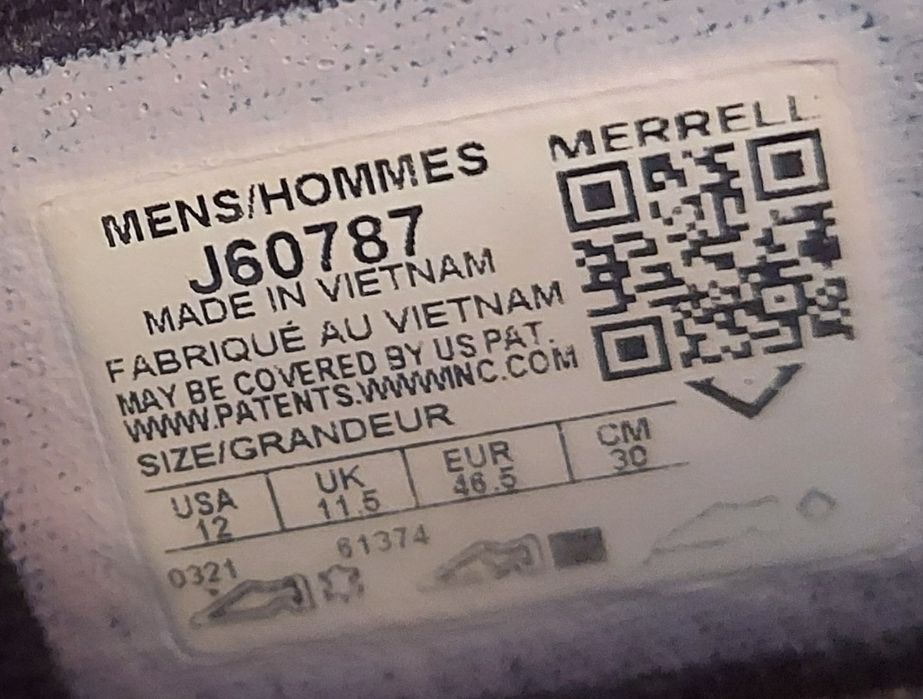 MERRELL
MENS/HOMMES
J60787
MADE IN VIETNAM
FABRIQUÉ AU VIETNAM
MAY BE COVERED BY US PAT.
WWW.PATENTS.WWWINC.COM
SIZE/GRANDEUR
USA UK EUR CM
12 11.5 46.5 30
0321 61374